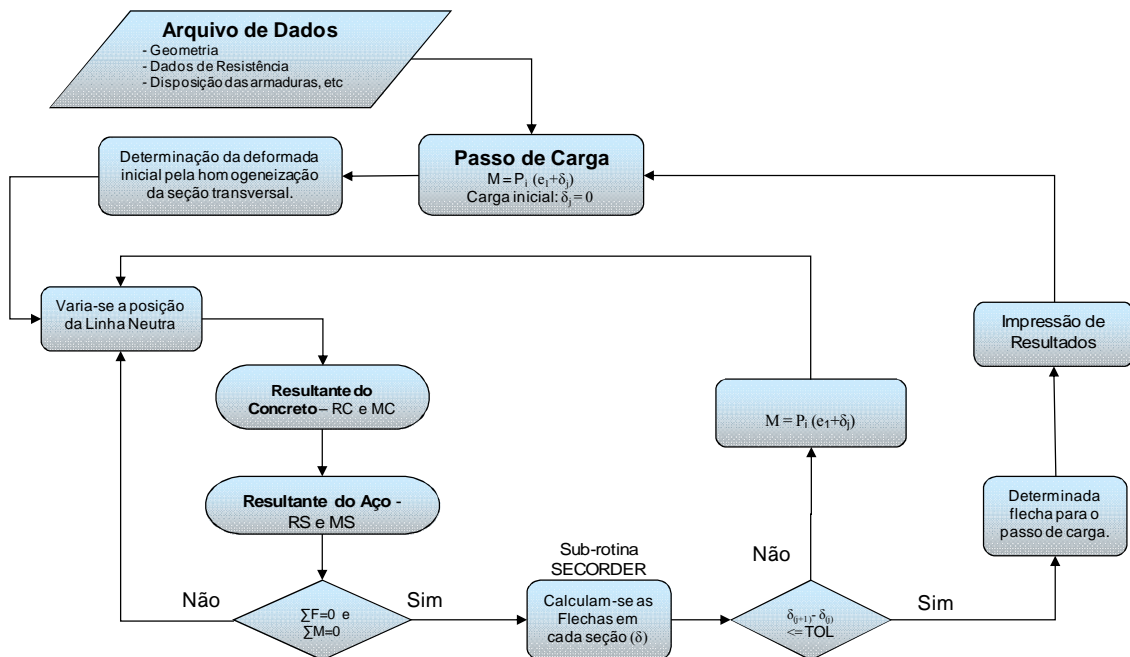 Arquivo de Dados
- Geometria
- Dados de Resistência
- Disposição das armaduras, etc
Determinação da deformada
inicial pela homogeneização
da seção transversal.
Passo de Carga
M = Pi (e1+δj)
Carga inicial: δj = 0
Varia-se a posição
da Linha Neutra
Impressão de
Resultados
Resultante do
Concreto – RC e MC
M = Pi (e1+δj)
Resultante do Aço -
RS e MS
Determinada
flecha para o
passo de carga.
Sub-rotina
SECORDER
Não
Não
∑F=0 e
∑M=0
Sim
Calculam-se as
Flechas em
cada seção (δ)
δ(j+1)- δ(j)
<=TOL
Sim